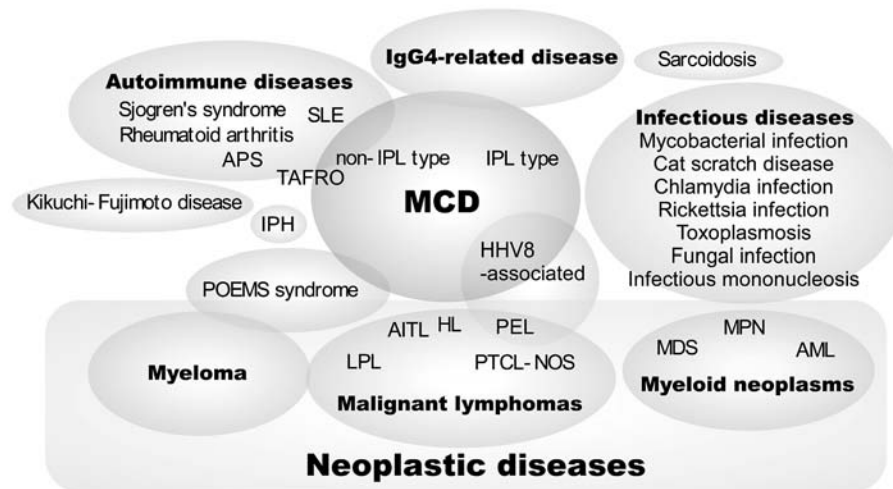 IgG4-related disease
Sarcoidosis
Autoimmune diseases
Sjogren's syndrome
SLE
Rheumatoid arthritis
APS
TAFRO
non-IPL type
IPL type
MCD
Infectious diseases
Mycobacterial infection
Cat scratch disease
Chlamydia infection
Rickettsia infection
Toxoplasmosis
Fungal infection
Infectious mononucleosis
Kikuchi-Fujimoto disease
IPH
HHV8
-associated
POEMS syndrome
AITL
HL
PEL
LPL
PTCL-NOS
Malignant lymphomas
Myeloma
MPN
MDS
AML
Myeloid neoplasms
Neoplastic diseases